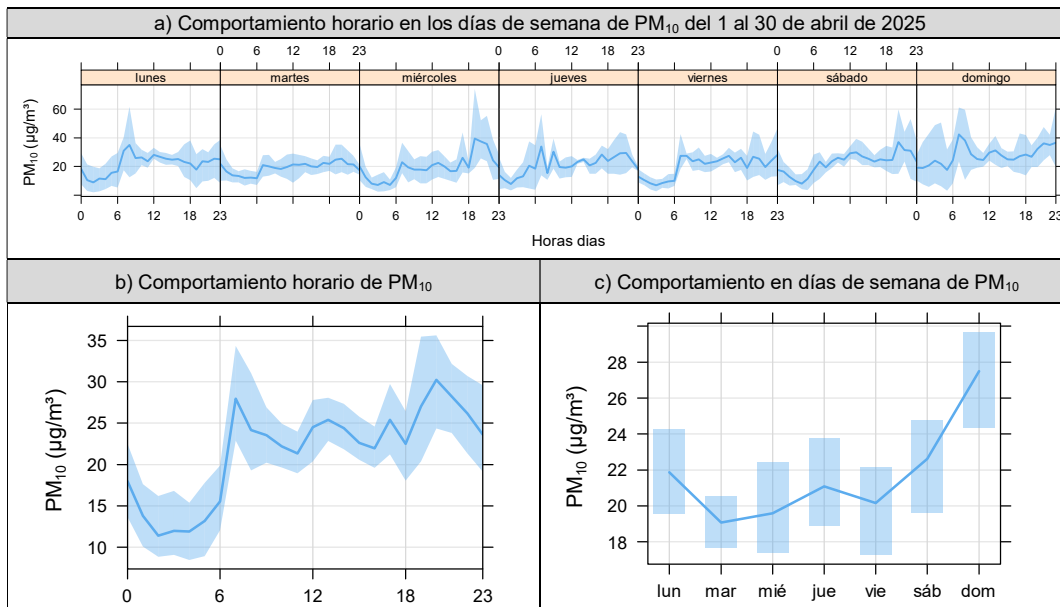 a) Comportamiento horario en los días de semana de PM₁₀ del 1 al 30 de abril de 2025
0 6 12 18 23 0 6 12 18 23 0 6 12 18 23
lunes martes miércoles jueves viernes sábado domingo
PM₁₀ (µg/m³)
60
40
20
0 6 12 18 23 0 6 12 18 23 0 6 12 18 23 0 6 12 18 23
Horas dias
b) Comportamiento horario de PM₁₀
PM₁₀ (µg/m³)
35
30
25
20
15
10
0 6 12 18 23
c) Comportamiento en días de semana de PM₁₀
PM₁₀ (µg/m³)
28
26
24
22
20
18
lun mar mié jue vie sáb dom